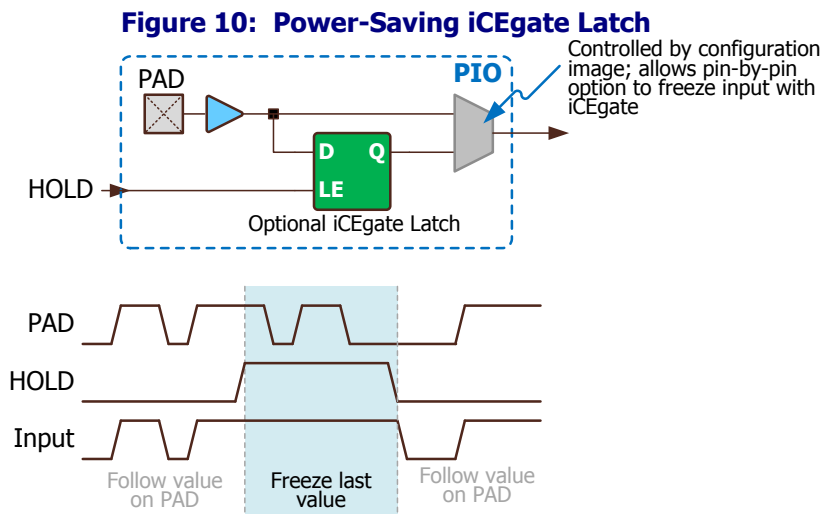 Figure 10: Power-Saving iCEgate Latch
Controlled by configuration
image; allows pin-by-pin
option to freeze input with
iCEgate
PIO
PAD
D Q
HOLD
LE
Optional iCEgate Latch
PAD
HOLD
Input
Follow value
on PAD
Freeze last
value
Follow value
on PAD